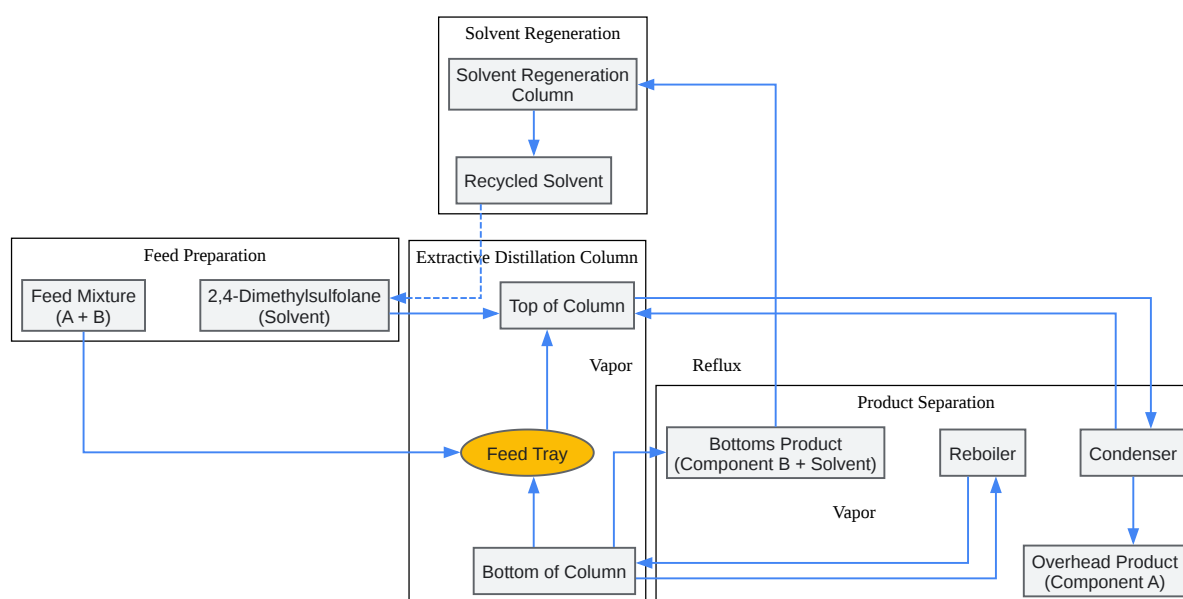 Solvent Regeneration
Solvent Regeneration
Column
Recycled Solvent
Feed Preparation
Feed Mixture
(A + B)
2,4-Dimethylsulfolane
(Solvent)
Extractive Distillation Column
Top of Column
Vapor
Reflux
Feed Tray
Bottom of Column
Product Separation
Bottoms Product
(Component B + Solvent)
Reboiler
Condenser
Vapor
Overhead Product
(Component A)